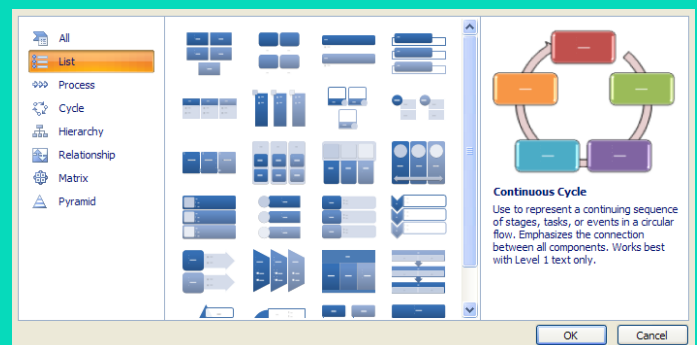 All
List
Process
Cycle
Hierarchy
Relationship
Matrix
Pyramid
Continuous Cycle
Use to represent a continuing sequence
of stages, tasks, or events in a circular
flow. Emphasizes the connection
between all components. Works best
with Level 1 text only.
OK
Cancel